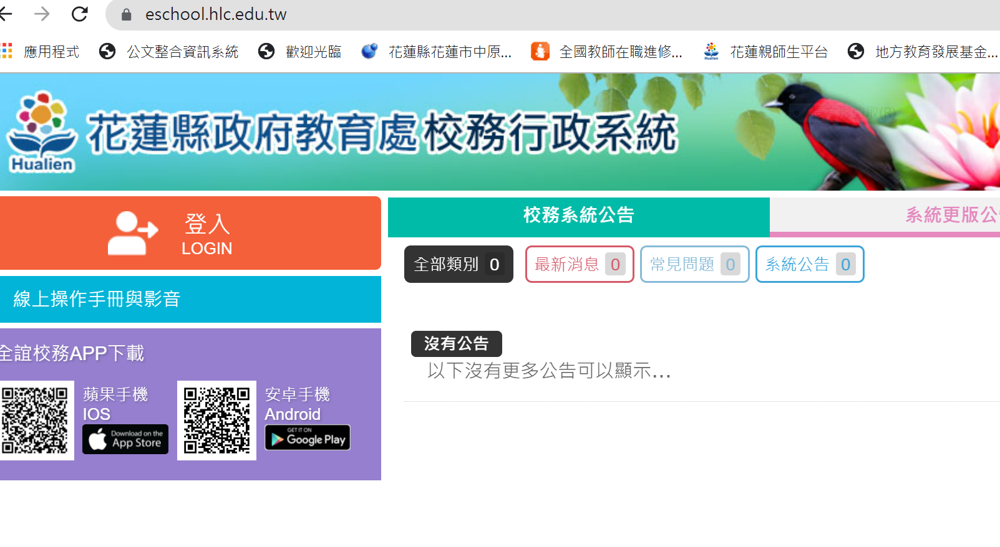 eschool.hlc.edu.tw
應用程式
公文整合資訊系統
歡迎光臨
花蓮縣花蓮市中原...
全國教師在職進修...
花蓮親師生平台
地方教育發展基金...
Hualien
花蓮縣政府教育處校務行政系統
登入
LOGIN
線上操作手冊與影音
全誼校務APP下載
蘋果手機
IOS
Download on the
App Store
安卓手機
Android
GET IT ON
Google Play
校務系統公告
系統更版公告
全部類別 0
最新消息 0
常見問題 0
系統公告 0
沒有公告
以下沒有更多公告可以顯示...